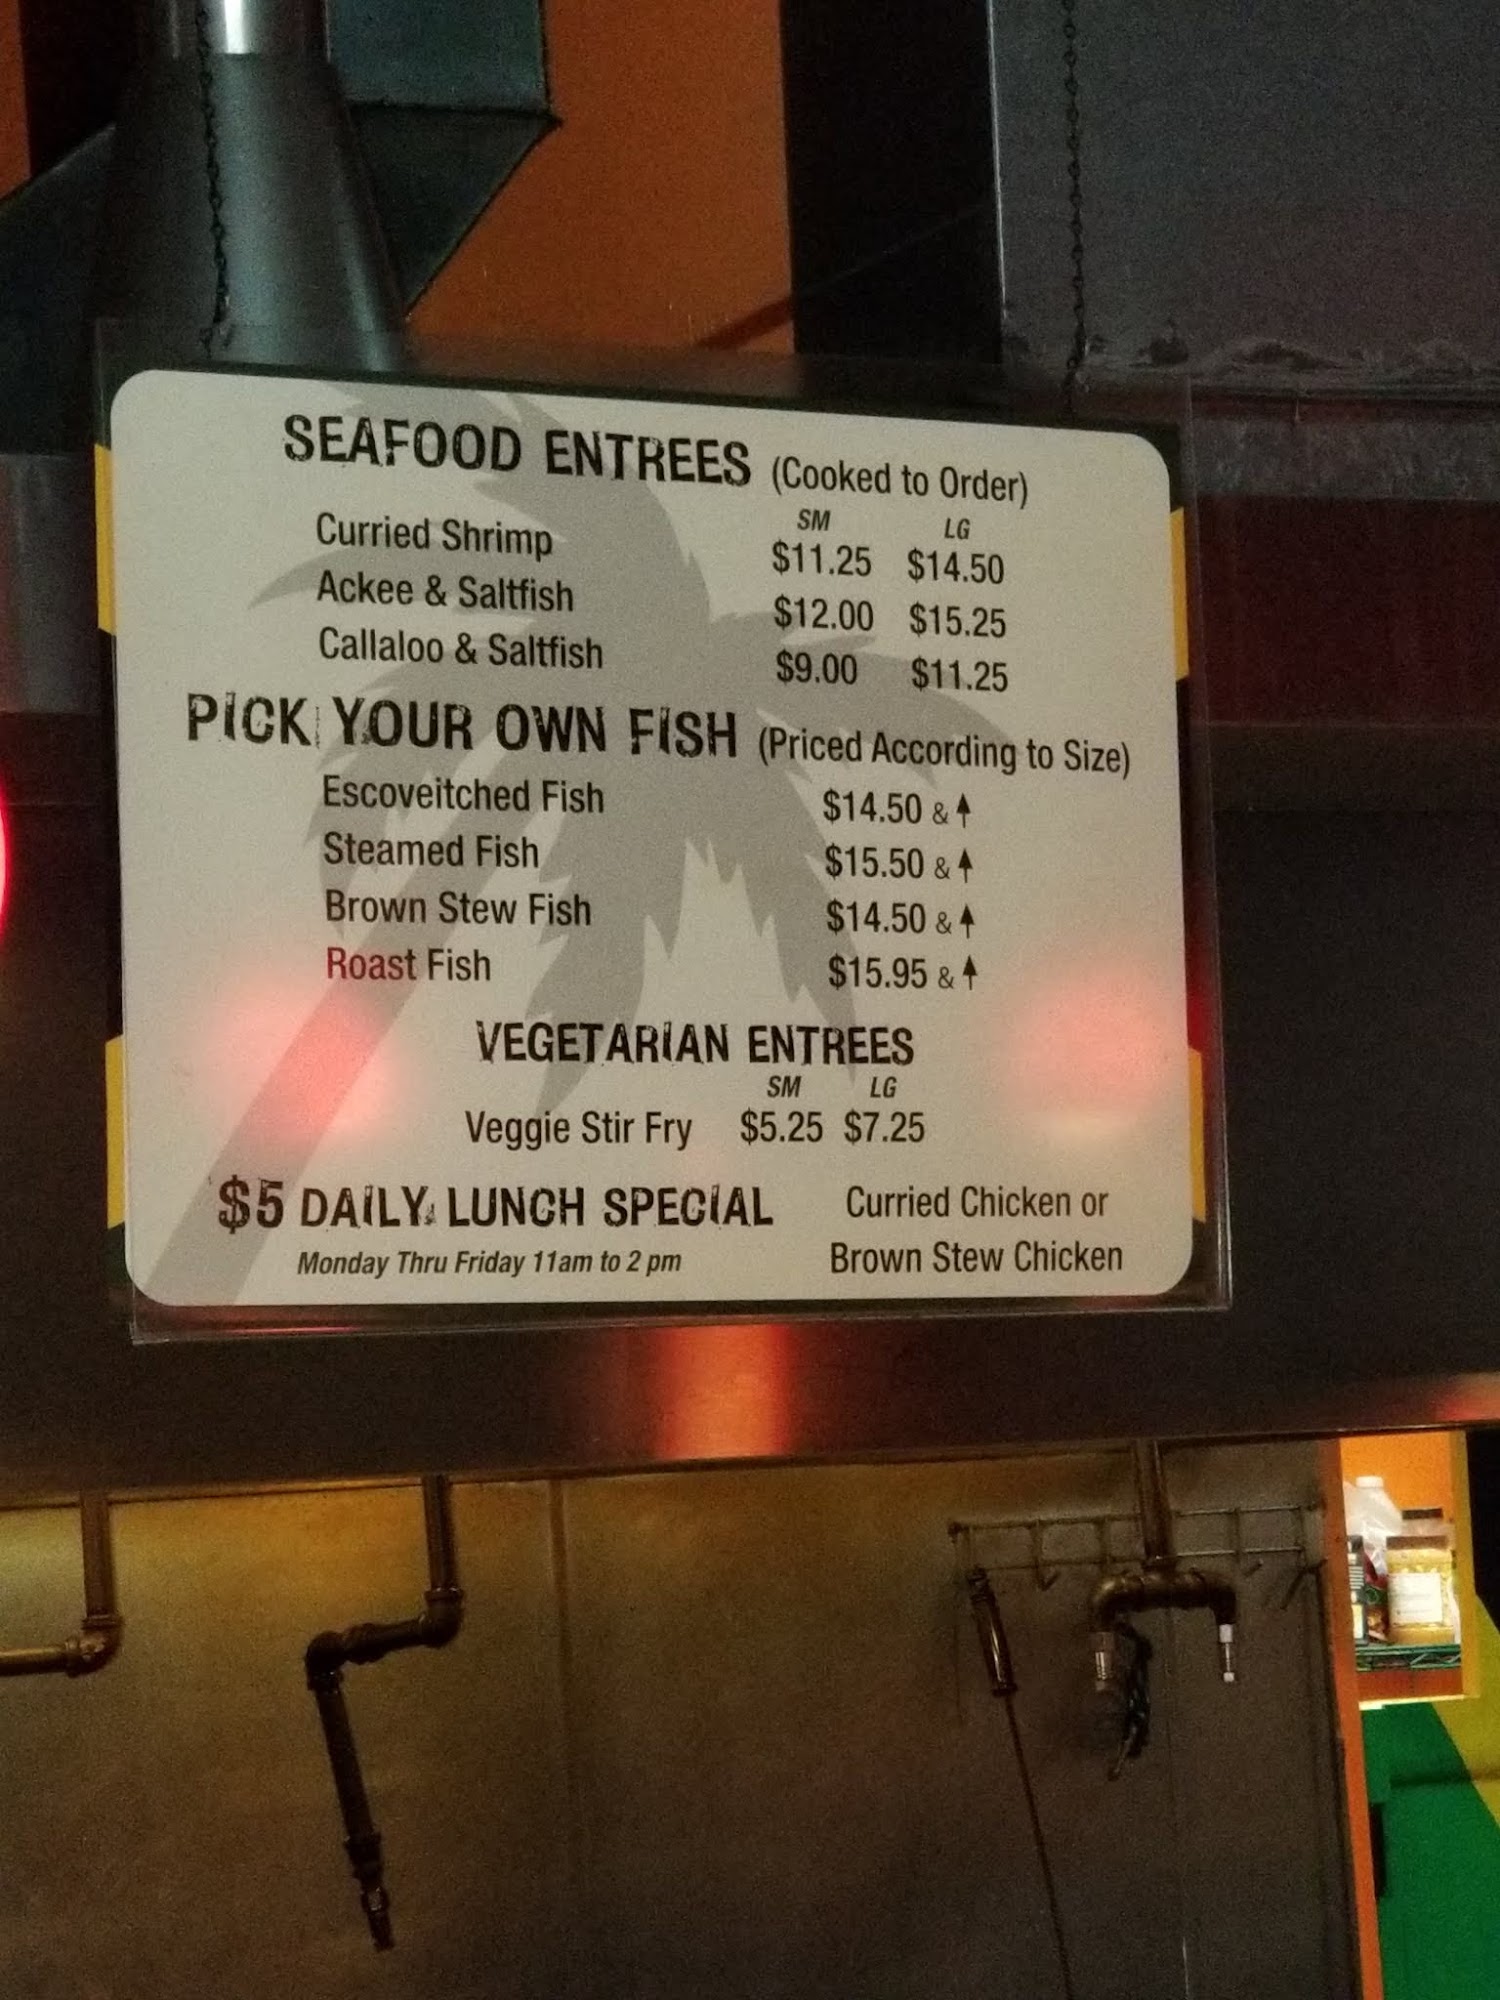 SEAFOOD ENTREES (Cooked to Order)
SM LG
Curried Shrimp $11.25 $14.50
Ackee & Saltfish $12.00 $15.25
Callaloo & Saltfish $9.00 $11.25
PICK YOUR OWN FISH (Priced According to Size)
Escoveitched Fish $14.50 & ↑
Steamed Fish $15.50 & ↑
Brown Stew Fish $14.50 & ↑
Roast Fish $15.95 & ↑
VEGETARIAN ENTREES
SM LG
Veggie Stir Fry $5.25 $7.25
$5 DAILY LUNCH SPECIAL Curried Chicken or
Monday Thru Friday 11am to 2 pm Brown Stew Chicken